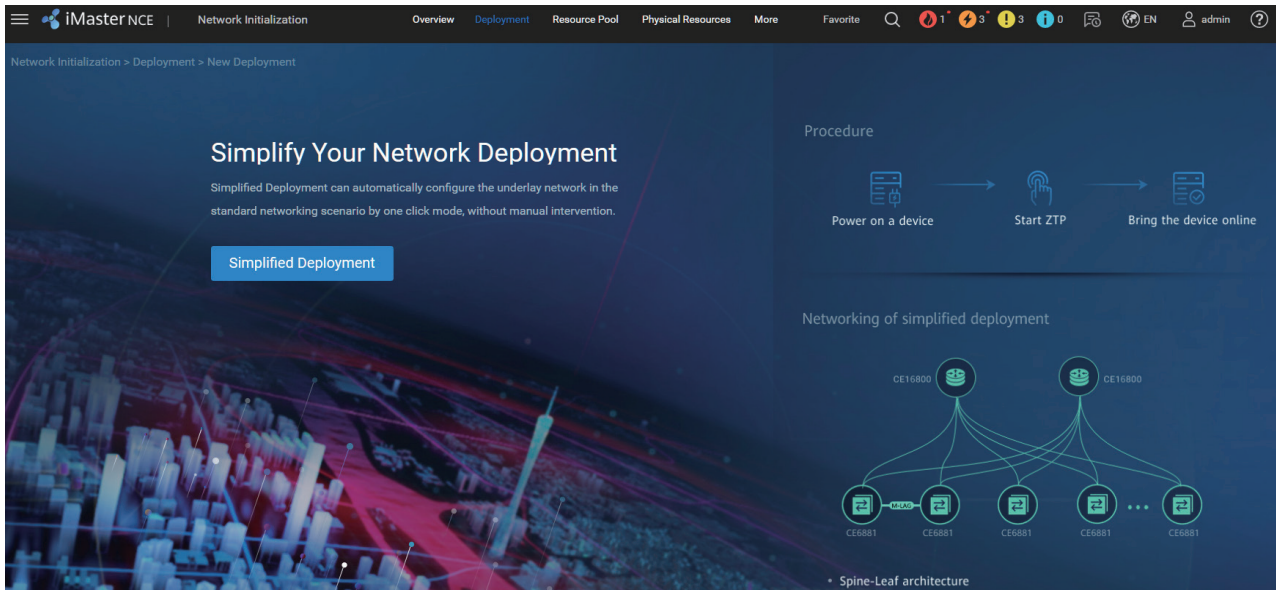 iMaster NCE | Network Initialization Overview Deployment Resource Pool Physical Resources More Favorite 1 3 3 0 EN admin ?
Network Initialization > Deployment > New Deployment
Simplify Your Network Deployment
Simplified Deployment can automatically configure the underlay network in the
standard networking scenario by one click mode, without manual intervention.
Simplified Deployment
Procedure
Power on a device Start ZTP Bring the device online
Networking of simplified deployment
CE16800 CE16800
M-LAG
CE6881 CE6881 CE6881 CE6881 CE6881
• Spine-Leaf architecture